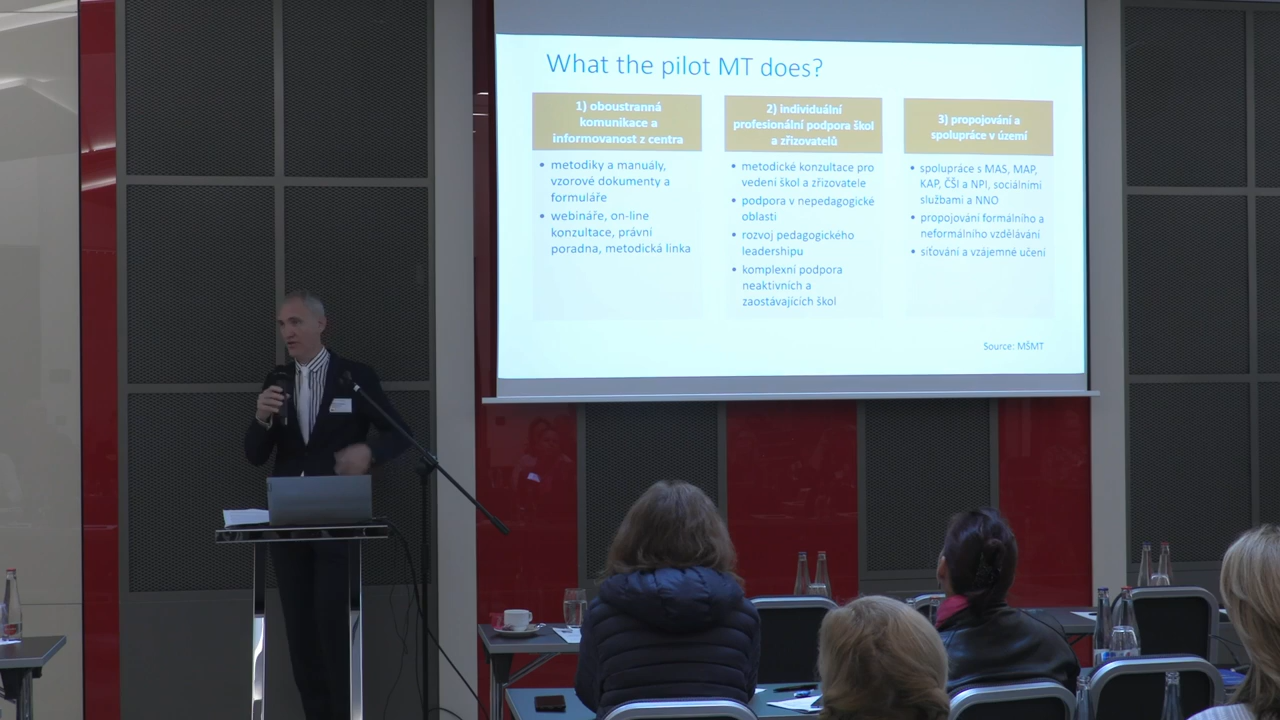 What the pilot MT does?
1) oboustranná
komunikace a
informovanost z centra
• metodiky a manuály,
vzorové dokumenty a
formuláře
• webináře, on-line
konzultace, právní
poradna, metodická linka
2) individuální
profesionální podpora škol
a zřizovatelů
• metodické konzultace pro
vedení škol a zřizovatele
• podpora v nepedagogické
oblasti
• rozvoj pedagogického
leadershipu
• komplexní podpora
neaktivních a
zaostávajících škol
3) propojování a
spolupráce v území
• spolupráce s MAS, MAP,
KAP, ČŠI a NPI, sociálními
službami a NNO
• propojování formálního a
neformálního vzdělávání
• síťování a vzájemné učení
Source: MŠMT